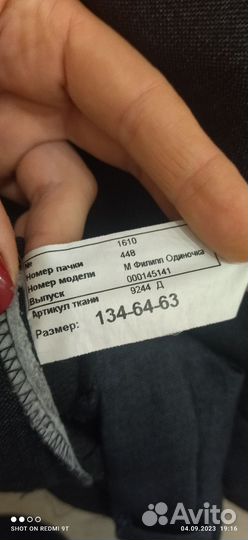 № 1610
Номер пачки 448
Номер модели М Филипп Одиночка
Выпуск 000145141
Артикул ткани 9244 Д
Размер: 134-64-63
SHOT ON REDMI 9T
04.09.2023 19:16
Avito